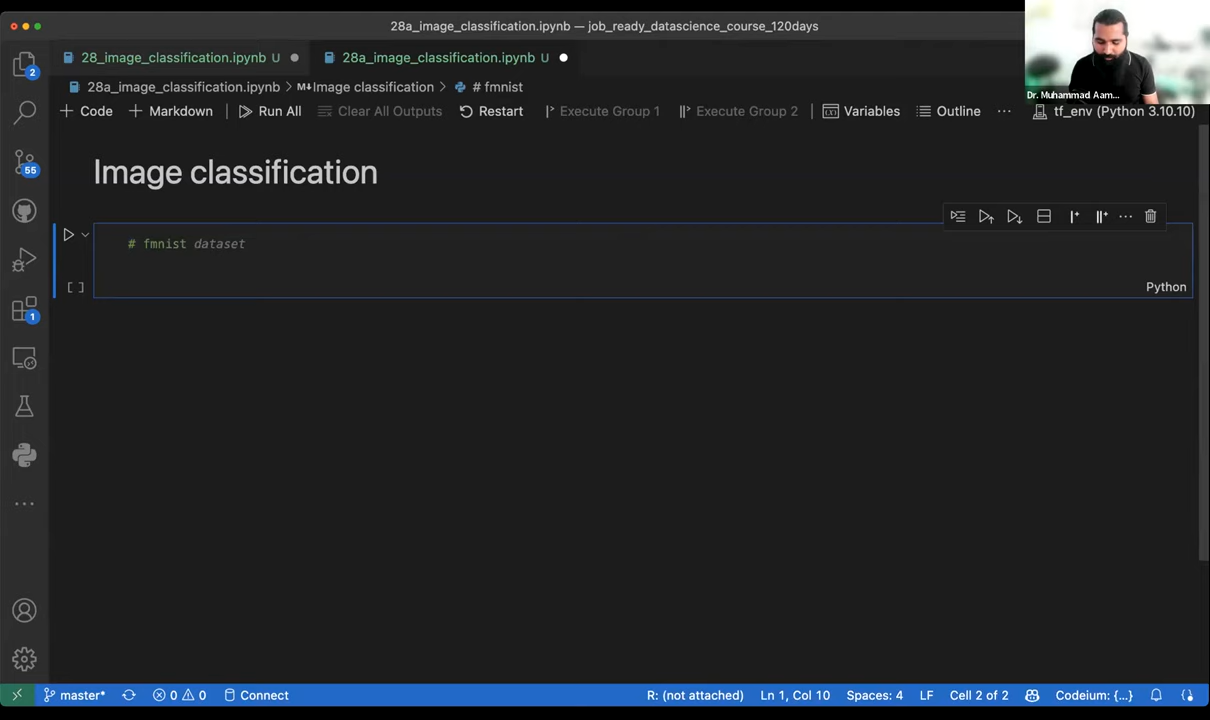 28a_image_classification.ipynb — job_ready_datascience_course_120days
28_image_classification.ipynb U
28a_image_classification.ipynb U
28a_image_classification.ipynb > M↓Image classification > # fmnist
Code
Markdown
Run All
Clear All Outputs
Restart
Execute Group 1
Execute Group 2
Variables
Outline
...
tf_env (Python 3.10.10)
Dr. Muhammad Aam...
2
55
1
Image classification
# fmnist dataset
[ ]
Python
master*
0
0
Connect
R: (not attached)
Ln 1, Col 10
Spaces: 4
LF
Cell 2 of 2
Codeium: {...}